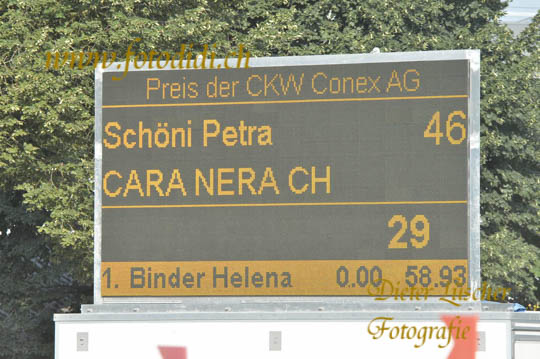 www.fotodidi.ch
Preis der CKW Conex AG
Schöni Petra 46
CARA NERA CH
29
1. Binder Helena 0.00 58.93
Dieter Lüscher
Fotografie